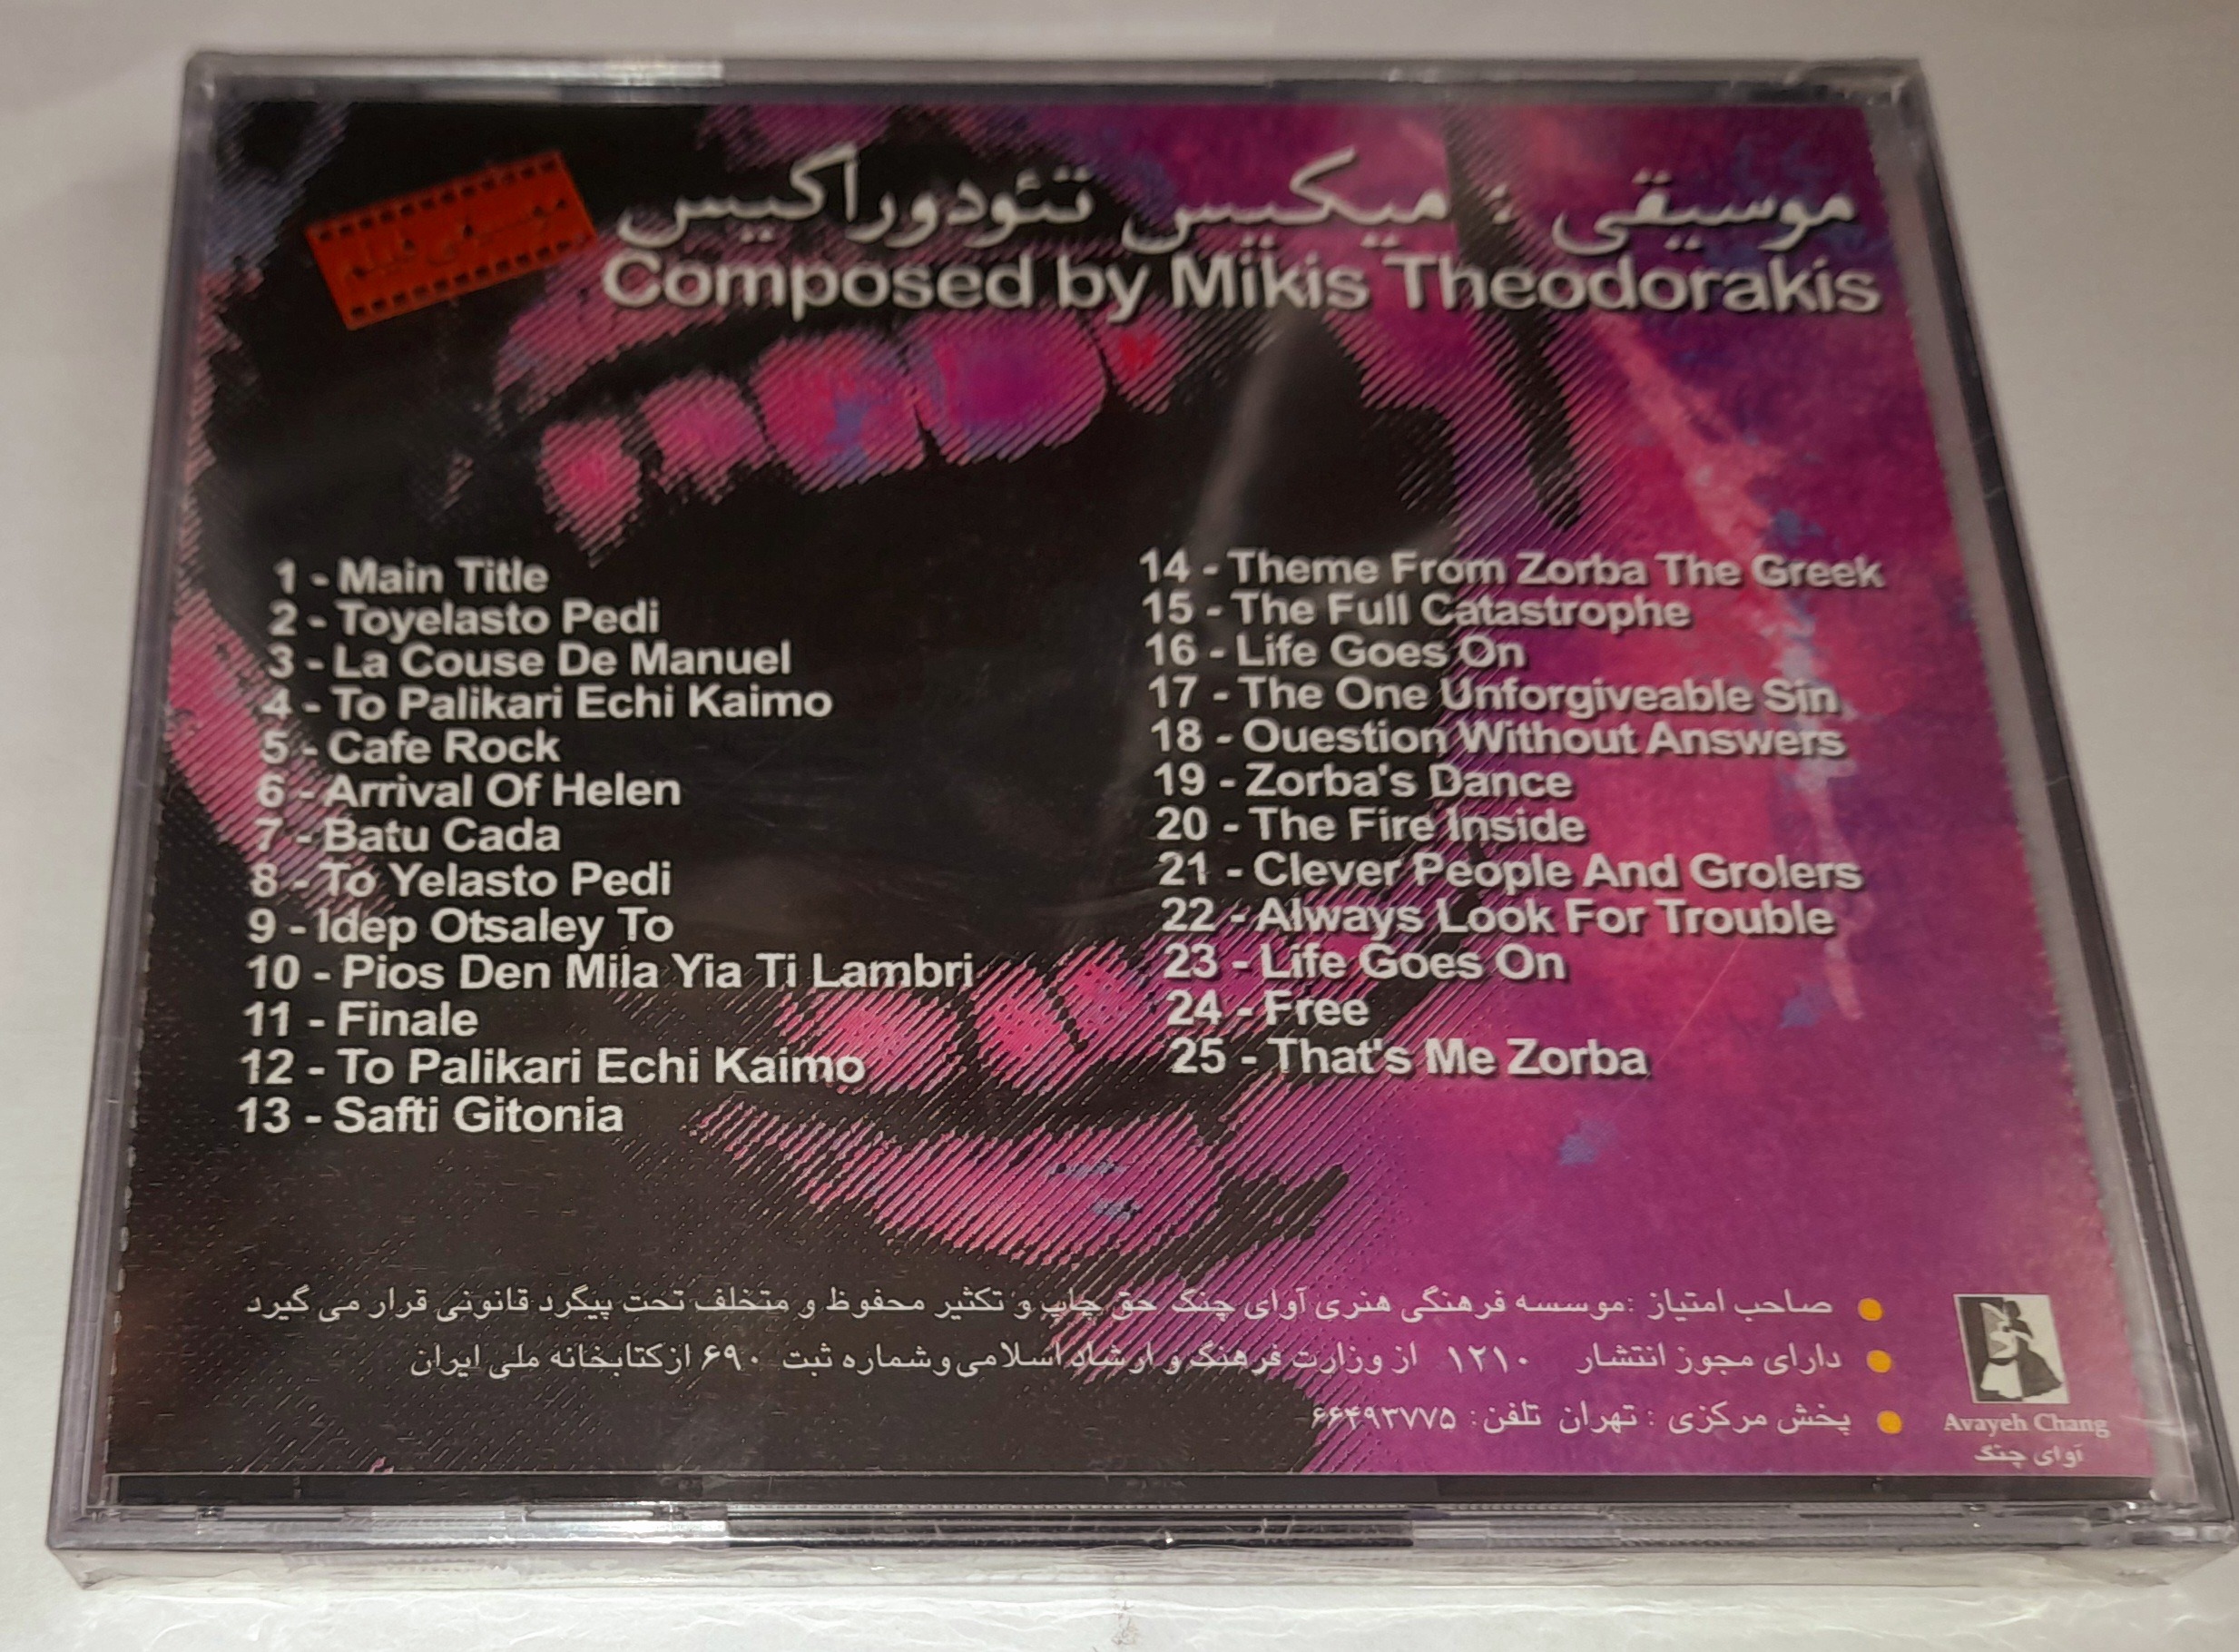 موسیقی فیلم
موسیقی : میکیس تئودوراکیس
Composed by Mikis Theodorakis
1 - Main Title
2 - Toyelasto Pedi
3 - La Couse De Manuel
4 - To Palikari Echi Kaimo
5 - Cafe Rock
6 - Arrival Of Helen
7 - Batu Cada
8 - To Yelasto Pedi
9 - Idep Otsaley To
10 - Pios Den Mila Yia Ti Lambri
11 - Finale
12 - To Palikari Echi Kaimo
13 - Safti Gitonia
14 - Theme From Zorba The Greek
15 - The Full Catastrophe
16 - Life Goes On
17 - The One Unforgiveable Sin
18 - Ouestion Without Answers
19 - Zorba's Dance
20 - The Fire Inside
21 - Clever People And Grolers
22 - Always Look For Trouble
23 - Life Goes On
24 - Free
25 - That's Me Zorba
صاحب امتیاز :موسسه فرهنگی هنری آوای چنگ حق چاپ و تکثیر محفوظ و متخلف تحت پیگرد قانونی قرار می گیرد
دارای مجوز انتشار ۱۲۱۰ از وزارت فرهنگ و ارشاد اسلامی و شماره ثبت ۶۹۰ از کتابخانه ملی ایران
پخش مرکزی : تهران تلفن: ۶۶۴۹۳۷۷۵
Avayeh Chang
آوای چنگ